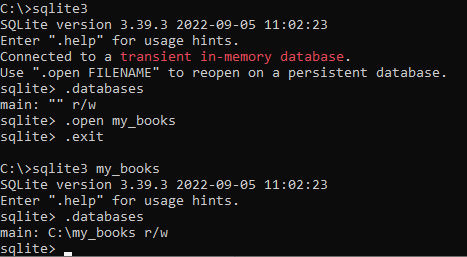 C:\>sqlite3
SQLite version 3.39.3 2022-09-05 11:02:23
Enter ".help" for usage hints.
Connected to a transient in-memory database.
Use ".open FILENAME" to reopen on a persistent database.
sqlite> .databases
main: "" r/w
sqlite> .open my_books
sqlite> .exit
C:\>sqlite3 my_books
SQLite version 3.39.3 2022-09-05 11:02:23
Enter ".help" for usage hints.
sqlite> .databases
main: C:\my_books r/w
sqlite>